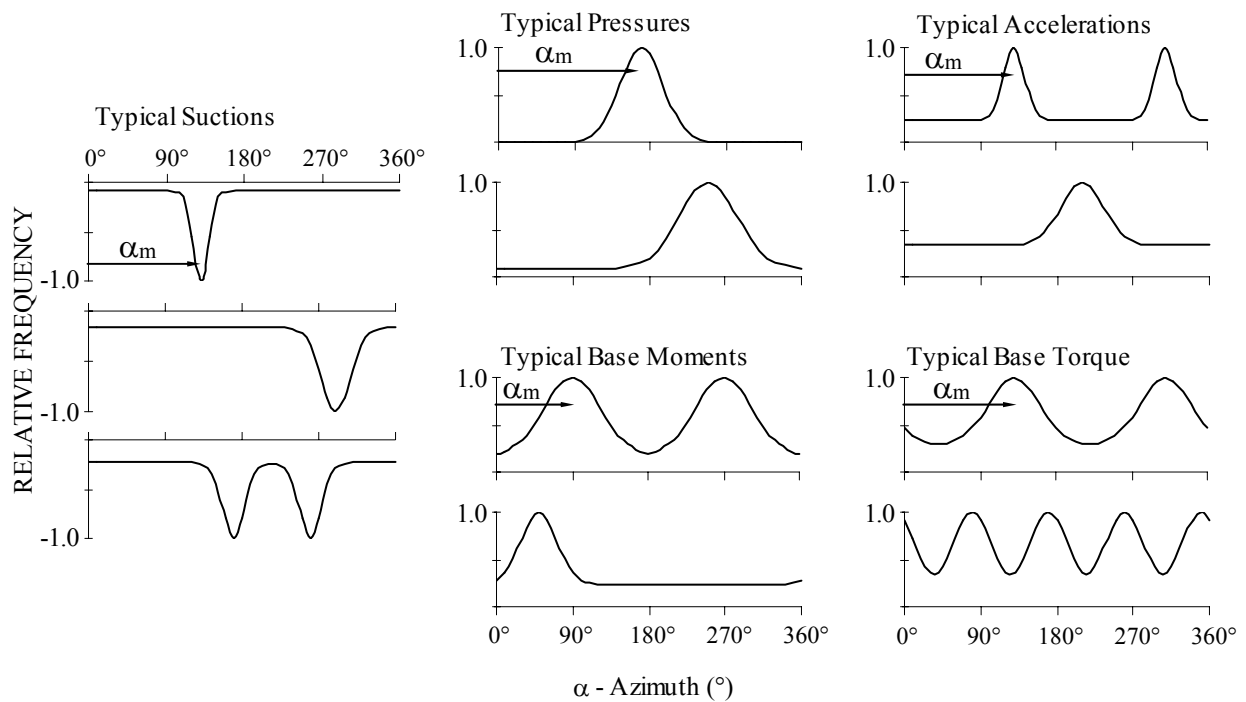 Typical Suctions
0° 90° 180° 270° 360°
αm
-1.0
-1.0
-1.0
RELATIVE FREQUENCY
Typical Pressures
1.0
αm
1.0
Typical Accelerations
1.0
αm
1.0
Typical Base Moments
1.0
αm
1.0
0° 90° 180° 270° 360°
Typical Base Torque
1.0
αm
1.0
0° 90° 180° 270° 360°
α - Azimuth (°)